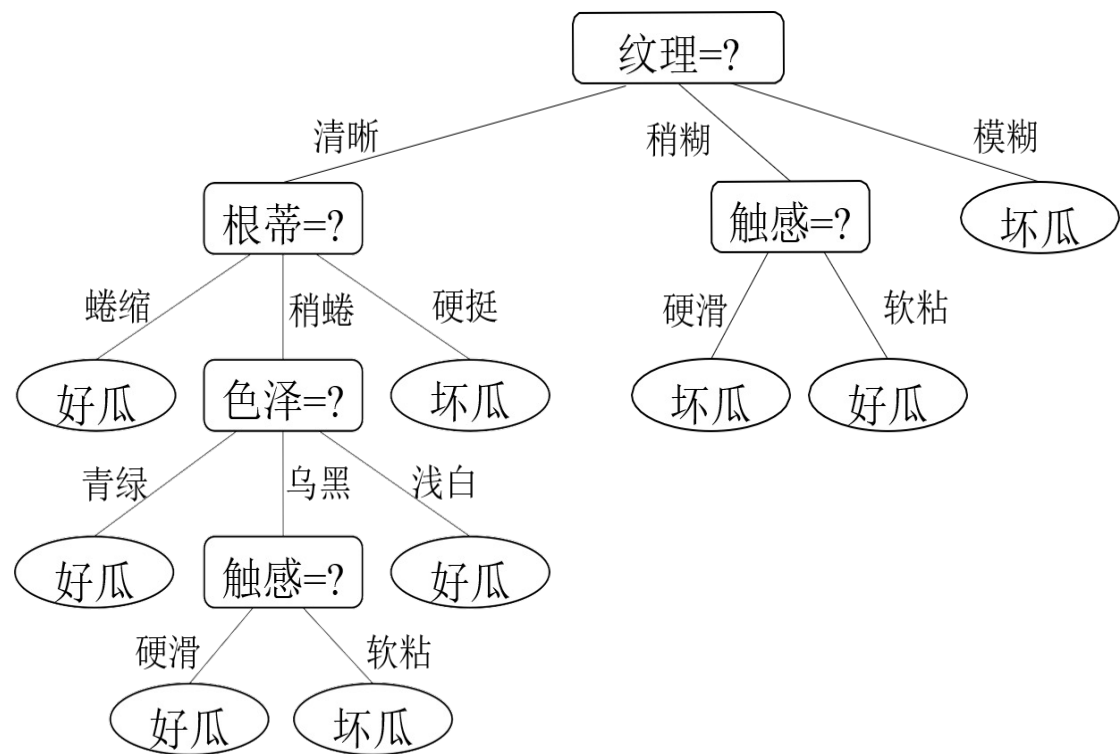 纹理=?
清晰
稍糊
模糊
根蒂=?
触感=?
坏瓜
蜷缩
稍蜷
硬挺
硬滑
软粘
好瓜
色泽=?
坏瓜
坏瓜
好瓜
青绿
乌黑
浅白
好瓜
触感=?
好瓜
硬滑
软粘
好瓜
坏瓜